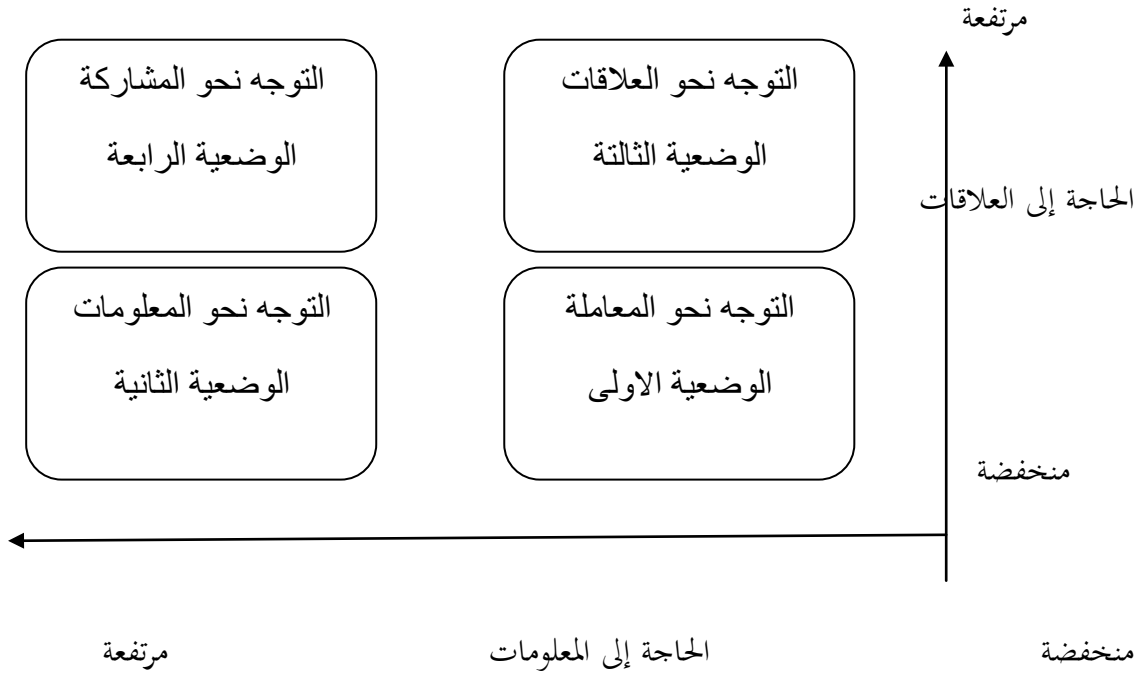 مرتفعة
التوجه نحو العلاقات
الوضعية الثالتة
التوجه نحو المشاركة
الوضعية الرابعة
الحاجة إلى العلاقات
التوجه نحو المعاملة
الوضعية الاولى
التوجه نحو المعلومات
الوضعية الثانية
منخفضة
منخفضة
الحاجة إلى المعلومات
مرتفعة